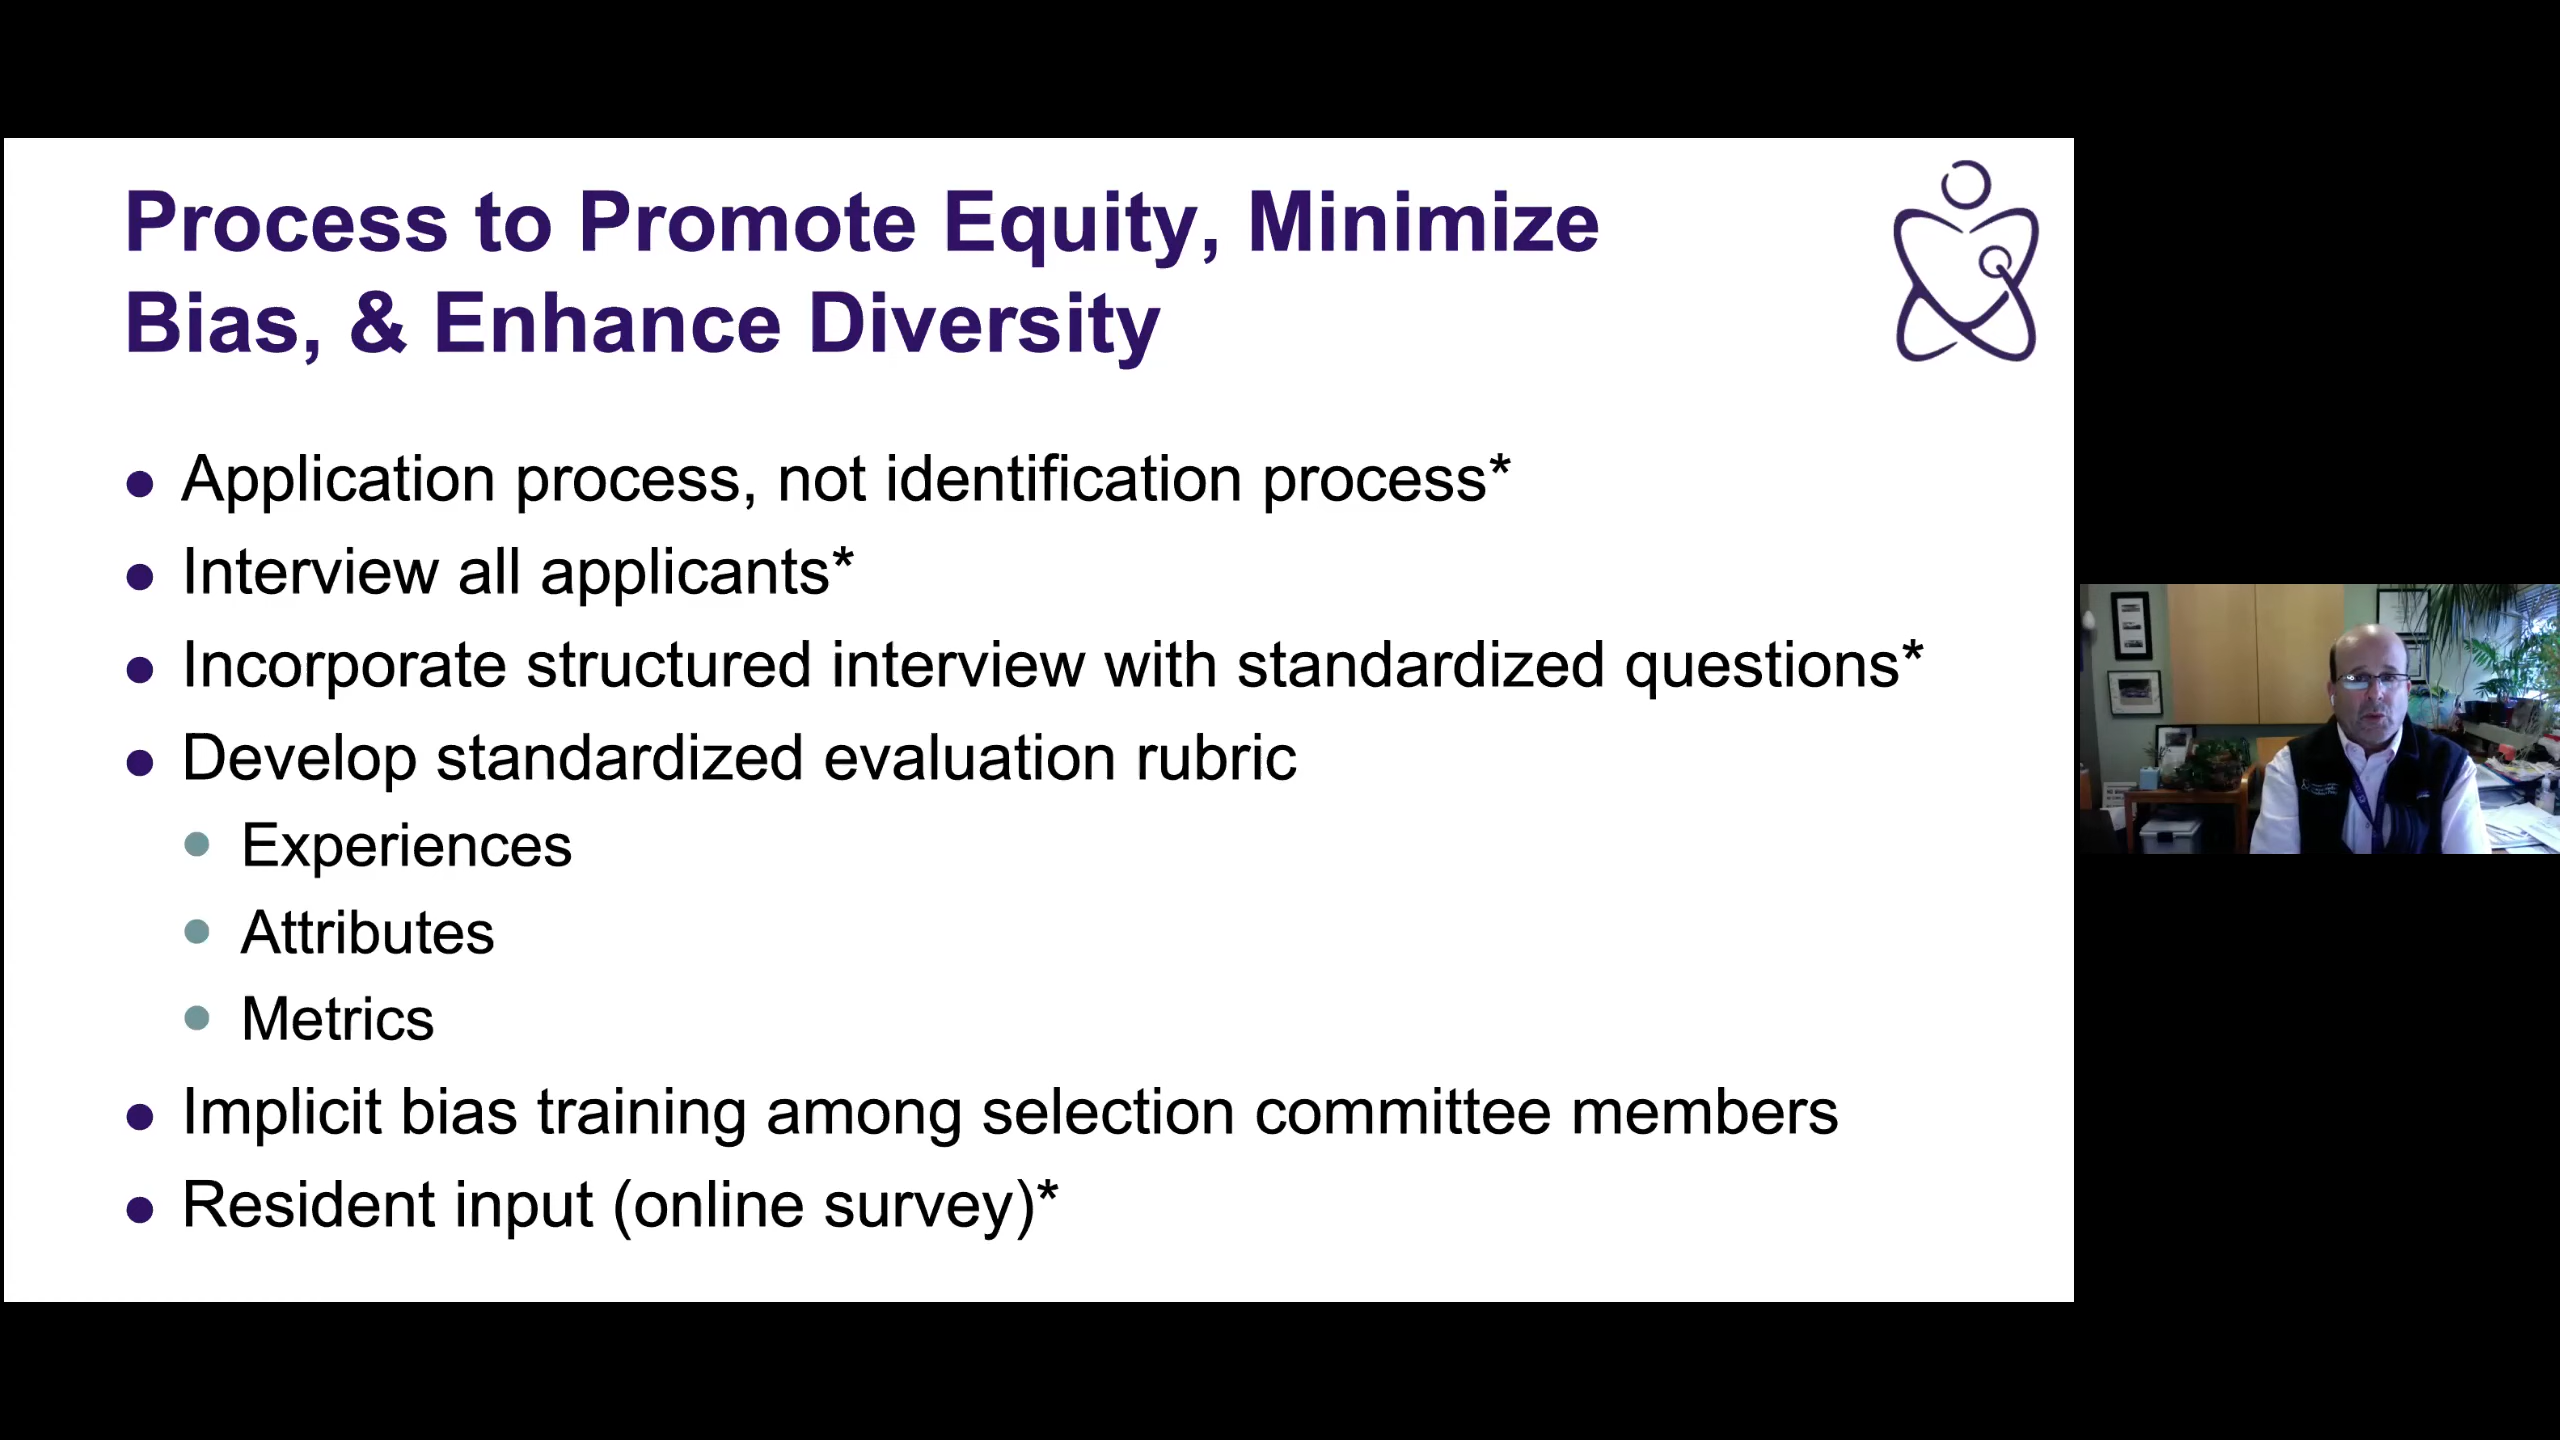 Process to Promote Equity, Minimize
Bias, & Enhance Diversity
Application process, not identification process*
Interview all applicants*
Incorporate structured interview with standardized questions*
Develop standardized evaluation rubric
Experiences
Attributes
Metrics
Implicit bias training among selection committee members
Resident input (online survey)*